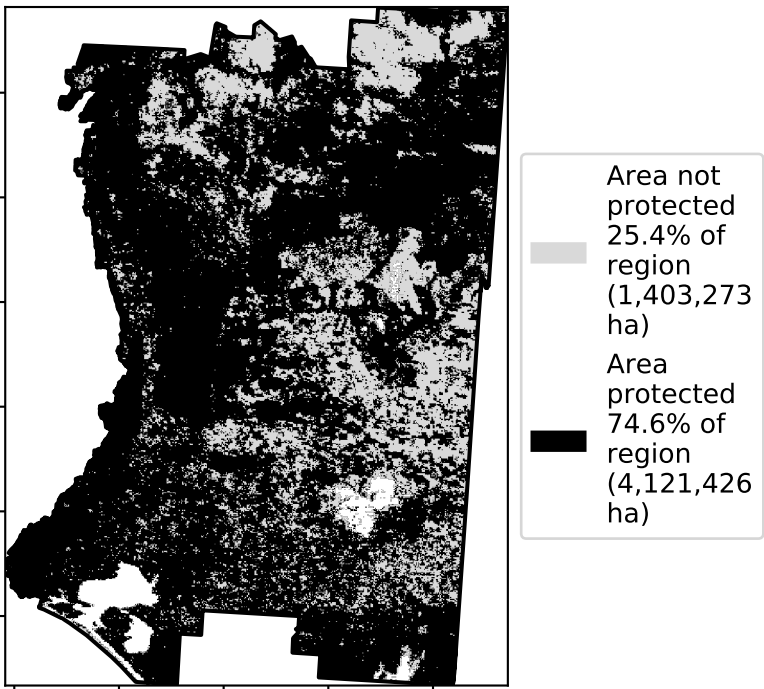 Area not
protected
25.4% of
region
(1,403,273
ha)
Area
protected
74.6% of
region
(4,121,426
ha)